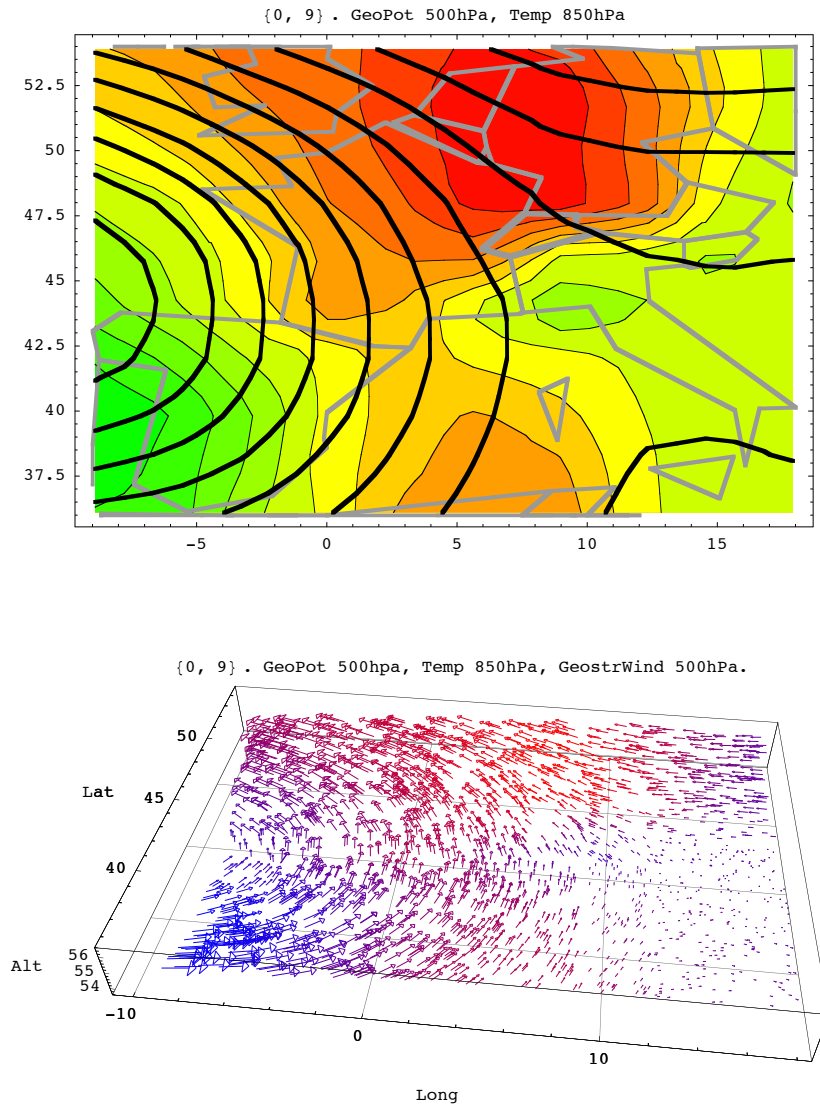 {0, 9}. GeoPot 500hPa, Temp 850hPa
52.5
50
47.5
45
42.5
40
37.5
-5 0 5 10 15
{0, 9}. GeoPot 500hpa, Temp 850hPa, GeostrWind 500hPa.
50
Lat
45
40
56
Alt
55
54
-10
0
10
Long